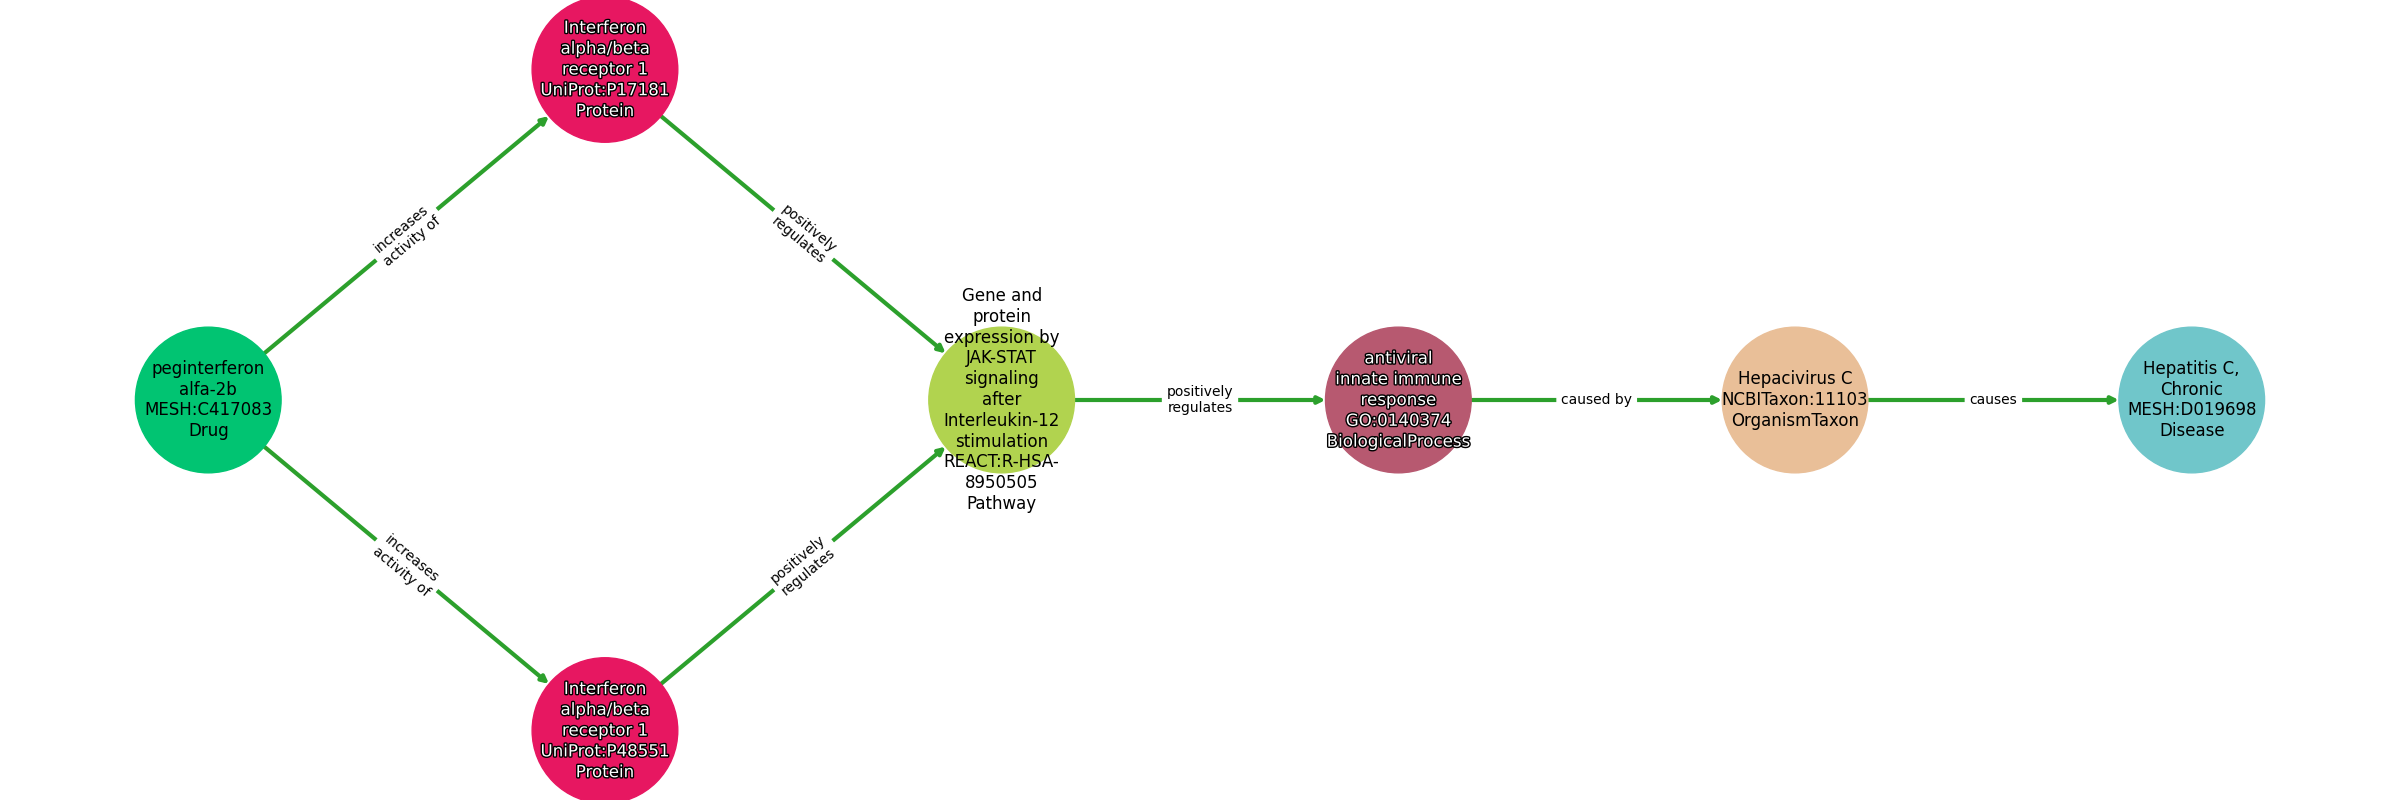 Interferon
alpha/beta
receptor 1
UniProt:P17181
Protein
increases
activity of
positively
regulates
peginterferon
alfa-2b
MESH:C417083
Drug
Gene and
protein
expression by
JAK-STAT
signaling
after
Interleukin-12
stimulation
REACT:R-HSA-
8950505
Pathway
positively
regulates
antiviral
innate immune
response
GO:0140374
BiologicalProcess
caused by
Hepacivirus C
NCBITaxon:11103
OrganismTaxon
causes
Hepatitis C,
Chronic
MESH:D019698
Disease
increases
activity of
positively
regulates
Interferon
alpha/beta
receptor 1
UniProt:P48551
Protein